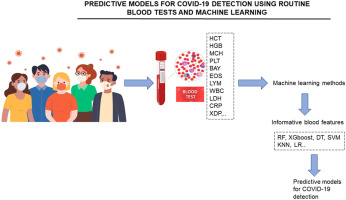 PREDICTIVE MODELS FOR COVID-19 DETECTION USING ROUTINE
BLOOD TESTS AND MACHINE LEARNING
HCT
HGB
MCH
PLT
BAY
EOS
LYM
WBC
LDH
CRP
XDP...
BLOOD
TEST
Machine learning methods
Informative blood features
RF, XGboost, DT, SVM
KNN, LR..
Predictive models
for COVID-19
detection